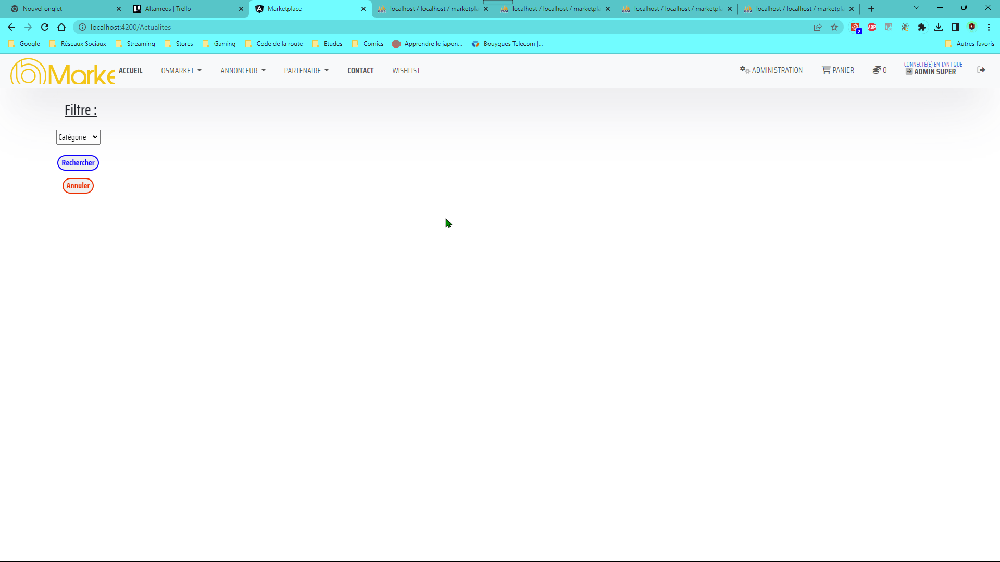 Nouvel onglet
Altameos | Trello
Marketplace
localhost / localhost / marketpla
localhost / localhost / marketpla
localhost / localhost / marketpla
localhost / localhost / marketpla
localhost:4200/Actualites
2
ABP
Google
Réseaux Sociaux
Streaming
Stores
Gaming
Code de la route
Etudes
Comics
Apprendre le japon...
Bouygues Telecom |...
Autres favoris
Marke
ACCUEIL
OSMARKET
ANNONCEUR
PARTENAIRE
CONTACT
WISHLIST
ADMINISTRATION
PANIER
0
CONNECTÉ(E) EN TANT QUE
ADMIN SUPER
Filtre :
Catégorie
Rechercher
Annuler